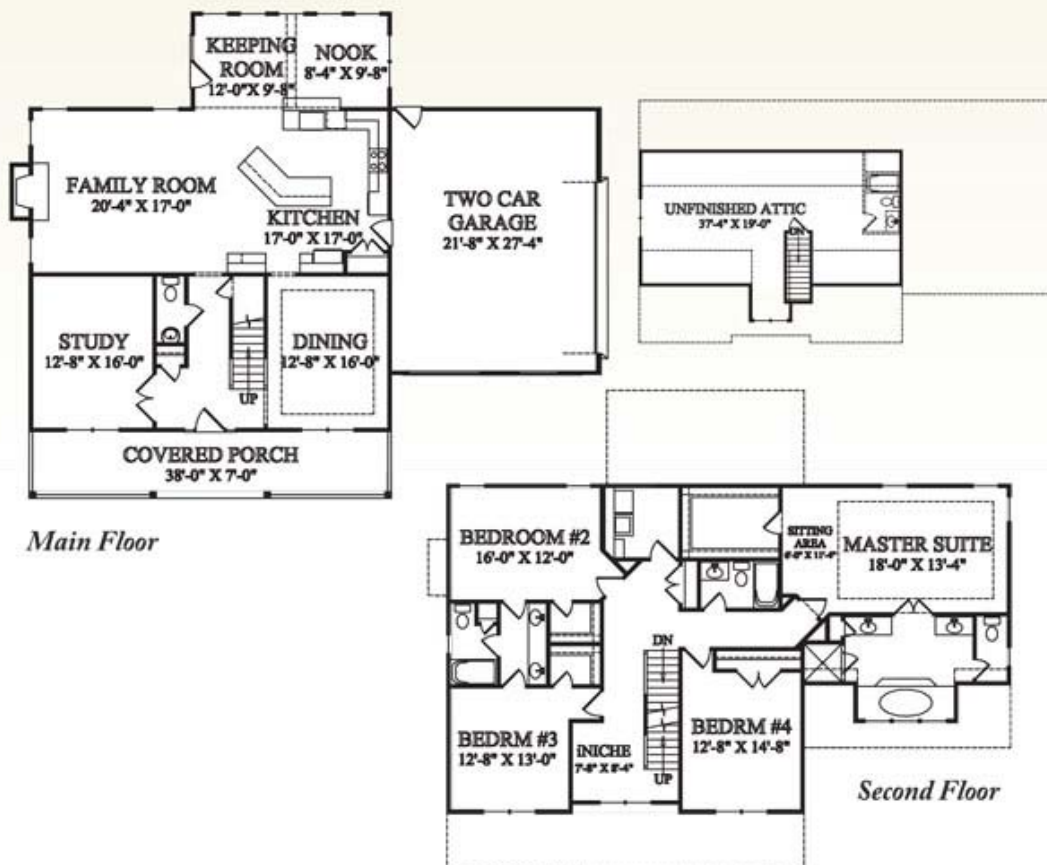 KEEPING
ROOM
12'-0"X 9'-8"
NOOK
8'-4" X 9'-8"
FAMILY ROOM
20'-4" X 17'-0"
KITCHEN
17'-0" X 17'-0"
TWO CAR
GARAGE
21'-8" X 27'-4"
STUDY
12'-8" X 16'-0"
DINING
12'-8" X 16'-0"
UP
COVERED PORCH
38'-0" X 7'-0"
Main Floor
UNFINISHED ATTIC
37'-4" X 19'-0"
DN
BEDROOM #2
16'-0" X 12'-0"
SITTING
AREA
MASTER SUITE
18'-0" X 13'-4"
DN
BEDRM #3
12'-8" X 13'-0"
iNICHE
7'-8" X 8'-4"
UP
BEDRM #4
12'-8" X 14'-8"
Second Floor